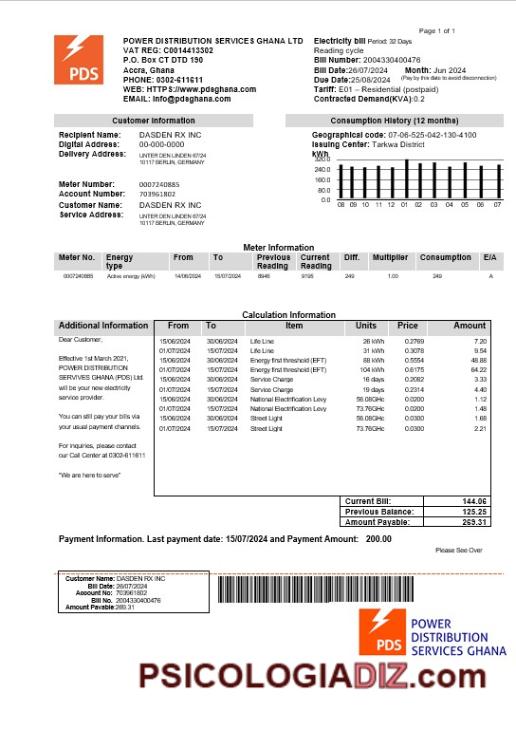 Page 1 of 1
PDS
POWER DISTRIBUTION SERVICES GHANA LTD
VAT REG: C0014413302
P.O. Box CT DTD 190
Accra, Ghana
PHONE: 0302-611611
WEB: HTTPS://www.pdsghana.com
EMAIL: info@pdsghana.com
Electricity bill Period: 32 Days
Reading cycle
Bill Number: 2004330400476
Bill Date:26/07/2024 Month: Jun 2024
Due Date:25/08/2024 (Pay by this date to avoid disconnection)
Tariff: E01 – Residential (postpaid)
Contracted Demand(KVA):0.2
Customer Information
Recipient Name: DASDEN RX INC
Digital Address: 00-000-0000
Delivery Address: UNTER DEN LINDEN 67/24
10117 BERLIN, GERMANY
Meter Number: 0007240885
Account Number: 703961802
Customer Name: DASDEN RX INC
Service Address: UNTER DEN LINDEN 67/24
10117 BERLIN, GERMANY
Consumption History (12 months)
Geographical code: 07-06-525-042-130-4100
Issuing Center: Tarkwa District
kWh
320.0
240.0
160.0
80.0
0.0
08 09 10 11 12 01 02 03 04 05 06 07
Meter Information
Meter No. Energy type From To Previous Reading Current Reading Diff. Multiplier Consumption E/A
0007240885 Active energy (kWh) 14/06/2024 15/07/2024 8946 9195 249 1.00 249 A
Calculation Information
Additional Information From To Item Units Price Amount
Dear Customer,
Effective 1st March 2021,
POWER DISTRIBUTION
SERVIVES GHANA (PDS) Ltd.
will be your new electricity
service provider.
You can still pay your bills via
your usual payment channels.
For inquiries, please contact
our Call Center at 0302-611611
"We are here to serve"
15/06/2024 30/06/2024 Life Line 26 kWh 0.2769 7.20
01/07/2024 15/07/2024 Life Line 31 kWh 0.3078 9.54
15/06/2024 30/06/2024 Energy first threshold (EFT) 88 kWh 0.5554 48.88
01/07/2024 15/07/2024 Energy first threshold (EFT) 104 kWh 0.6175 64.22
15/06/2024 30/06/2024 Service Charge 16 days 0.2082 3.33
01/07/2024 15/07/2024 Service Charge 19 days 0.2314 4.40
15/06/2024 30/06/2024 National Electrification Levy 56.08GHc 0.0200 1.12
01/07/2024 15/07/2024 National Electrification Levy 73.76GHc 0.0200 1.48
15/06/2024 30/06/2024 Street Light 56.08GHc 0.0300 1.68
01/07/2024 15/07/2024 Street Light 73.76GHc 0.0300 2.21
Current Bill: 144.06
Previous Balance: 125.25
Amount Payable: 269.31
Payment Information. Last payment date: 15/07/2024 and Payment Amount: 200.00
Please See Over
Customer Name: DASDEN RX INC
Bill Date: 26/07/2024
Account No: 703961802
Bill No. 2004330400476
Amount Payable:269.31
PDS
POWER
DISTRIBUTION
SERVICES GHANA
PSICOLOGIADIZ.com